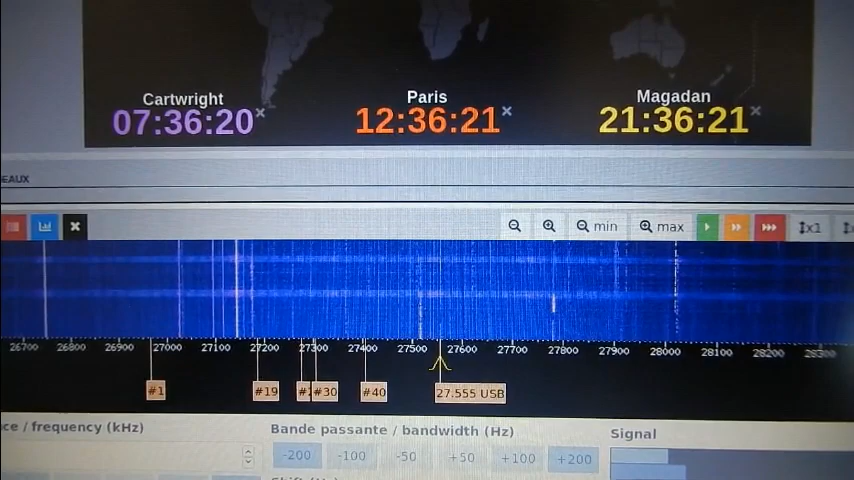 Cartwright Paris Magadan
07:36:20 × 12:36:21 × 21:36:21 ×
EAUX
min max x1
26700 26800 26900 27000 27100 27200 27300 27400 27500 27600 27700 27800 27900 28000 28100 28200 28300
#1 #19 #30 #40 27.555 USB
ce / frequency (kHz) Bande passante / bandwidth (Hz) Signal
-200 -100 -50 +50 +100 +200